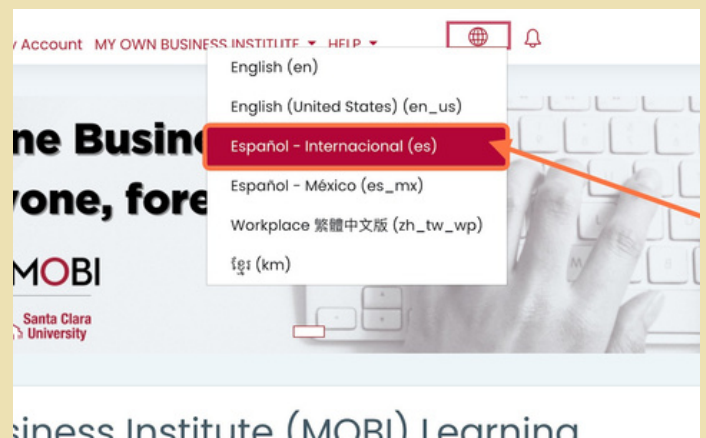 Account MY OWN BUSINESS INSTITUTE HELP
English (en)
English (United States) (en_us)
Español - Internacional (es)
Español - México (es_mx)
Workplace 繁體中文版 (zh_tw_wp)
ខ្មែរ (km)
ne Busin
yone, fore
MOBI
Santa Clara
University
siness Institute (MOBI) Learning